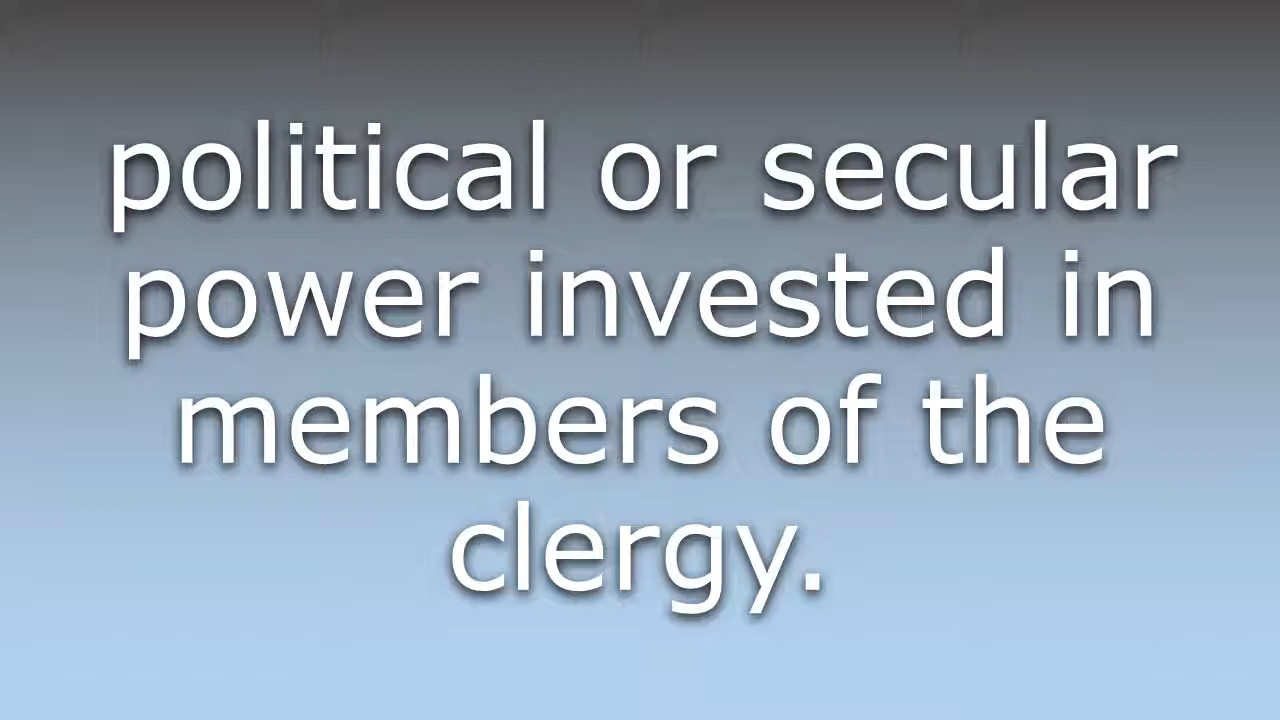 political or secular
power invested in
members of the
clergy.